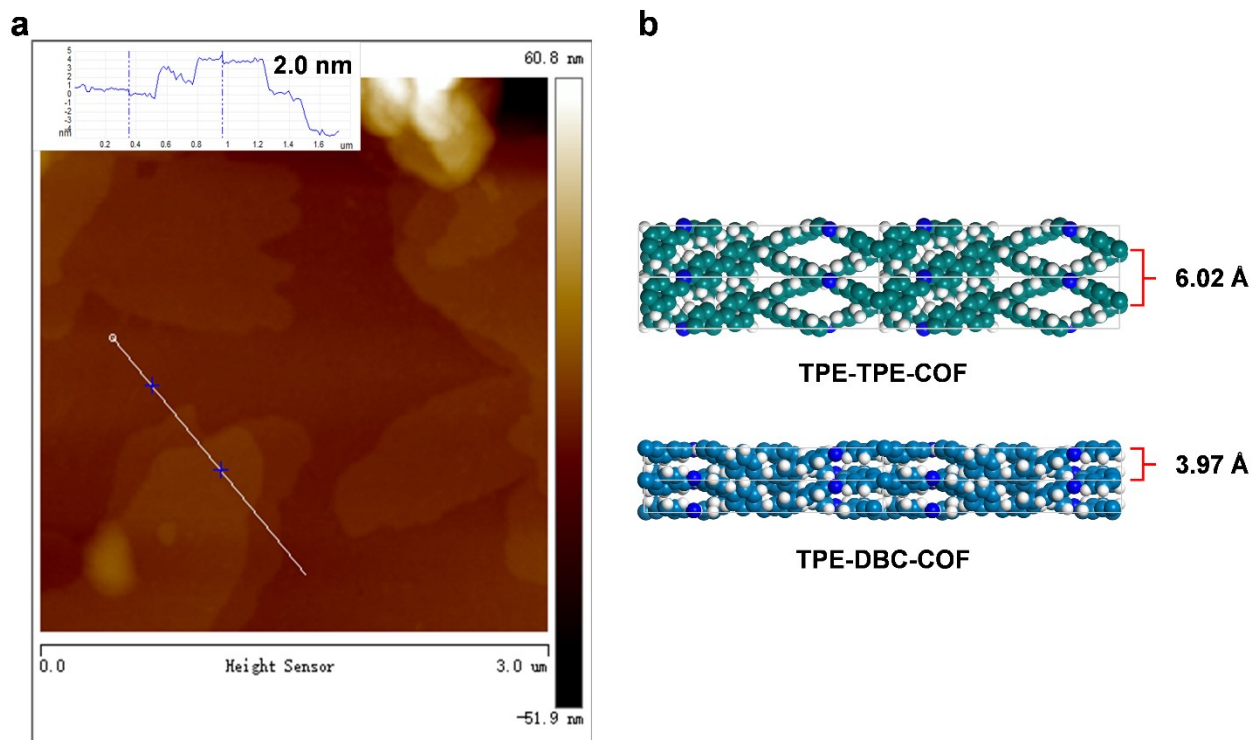 a
b
5
4
3
2
1
0
-1
-2
-3
nm
0.2 0.4 0.6 0.8 1.0 1.2 1.4 1.6 um
2.0 nm
60.8 nm
0.0 Height Sensor 3.0 um
-51.9 nm
6.02 Å
TPE-TPE-COF
3.97 Å
TPE-DBC-COF